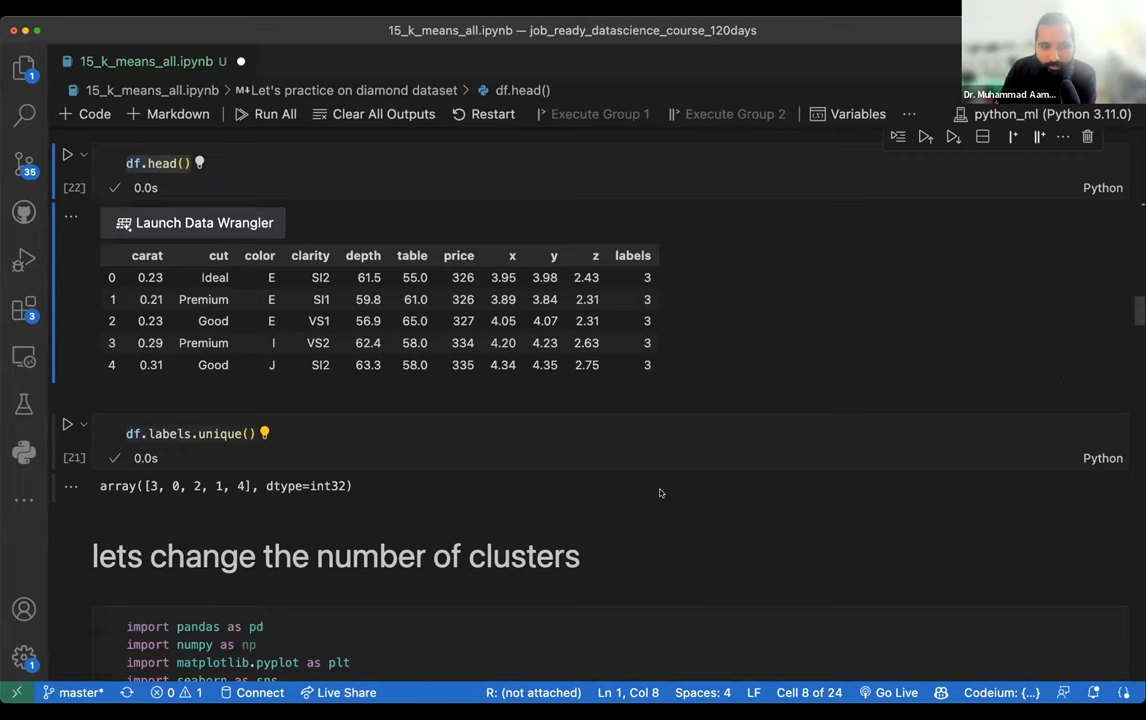 15_k_means_all.ipynb — job_ready_datascience_course_120days
Dr. Muhammad Aam...
15_k_means_all.ipynb U
15_k_means_all.ipynb > M↓Let's practice on diamond dataset > df.head()
+ Code + Markdown Run All Clear All Outputs Restart Execute Group 1 Execute Group 2 Variables ... python_ml (Python 3.11.0)
df.head()
[22] 0.0s Python
Launch Data Wrangler
carat cut color clarity depth table price x y z labels
0 0.23 Ideal E SI2 61.5 55.0 326 3.95 3.98 2.43 3
1 0.21 Premium E SI1 59.8 61.0 326 3.89 3.84 2.31 3
2 0.23 Good E VS1 56.9 65.0 327 4.05 4.07 2.31 3
3 0.29 Premium I VS2 62.4 58.0 334 4.20 4.23 2.63 3
4 0.31 Good J SI2 63.3 58.0 335 4.34 4.35 2.75 3
df.labels.unique()
[21] 0.0s Python
array([3, 0, 2, 1, 4], dtype=int32)
lets change the number of clusters
import pandas as pd
import numpy as np
import matplotlib.pyplot as plt
import seaborn as sns
1
35
3
1
master* 0 1 Connect Live Share R: (not attached) Ln 1, Col 8 Spaces: 4 LF Cell 8 of 24 Go Live Codeium: {...}